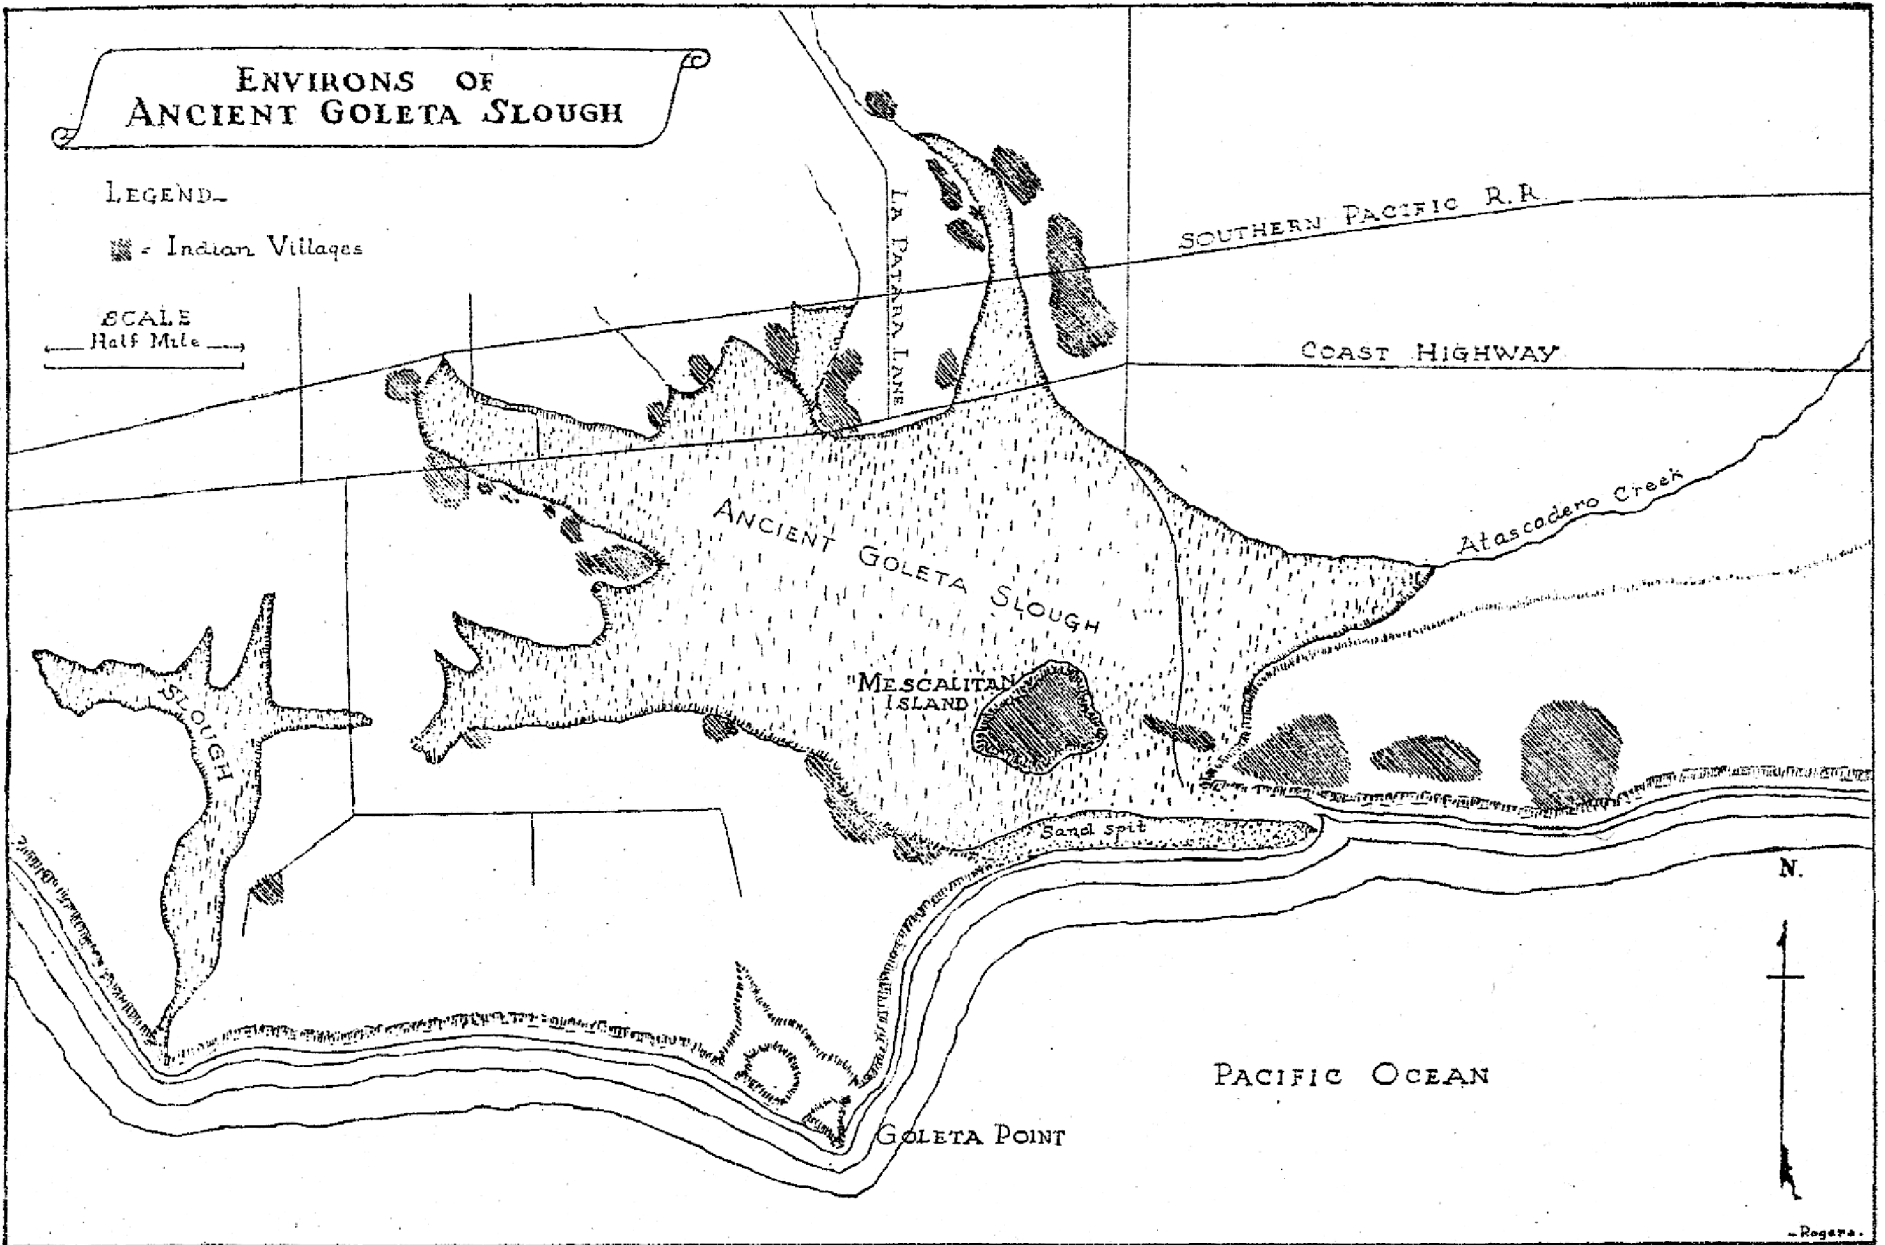 ENVIRONS OF
ANCIENT GOLETA SLOUGH
LEGEND-
= Indian Villages
SCALE
Half Mile
LA PATARA LANE
SOUTHERN PACIFIC R.R.
COAST HIGHWAY
Atascadero Creek
ANCIENT GOLETA SLOUGH
"MESCALITAN"
ISLAND
SLOUGH
Sand spit
N.
PACIFIC OCEAN
GOLETA POINT
-Rogers.